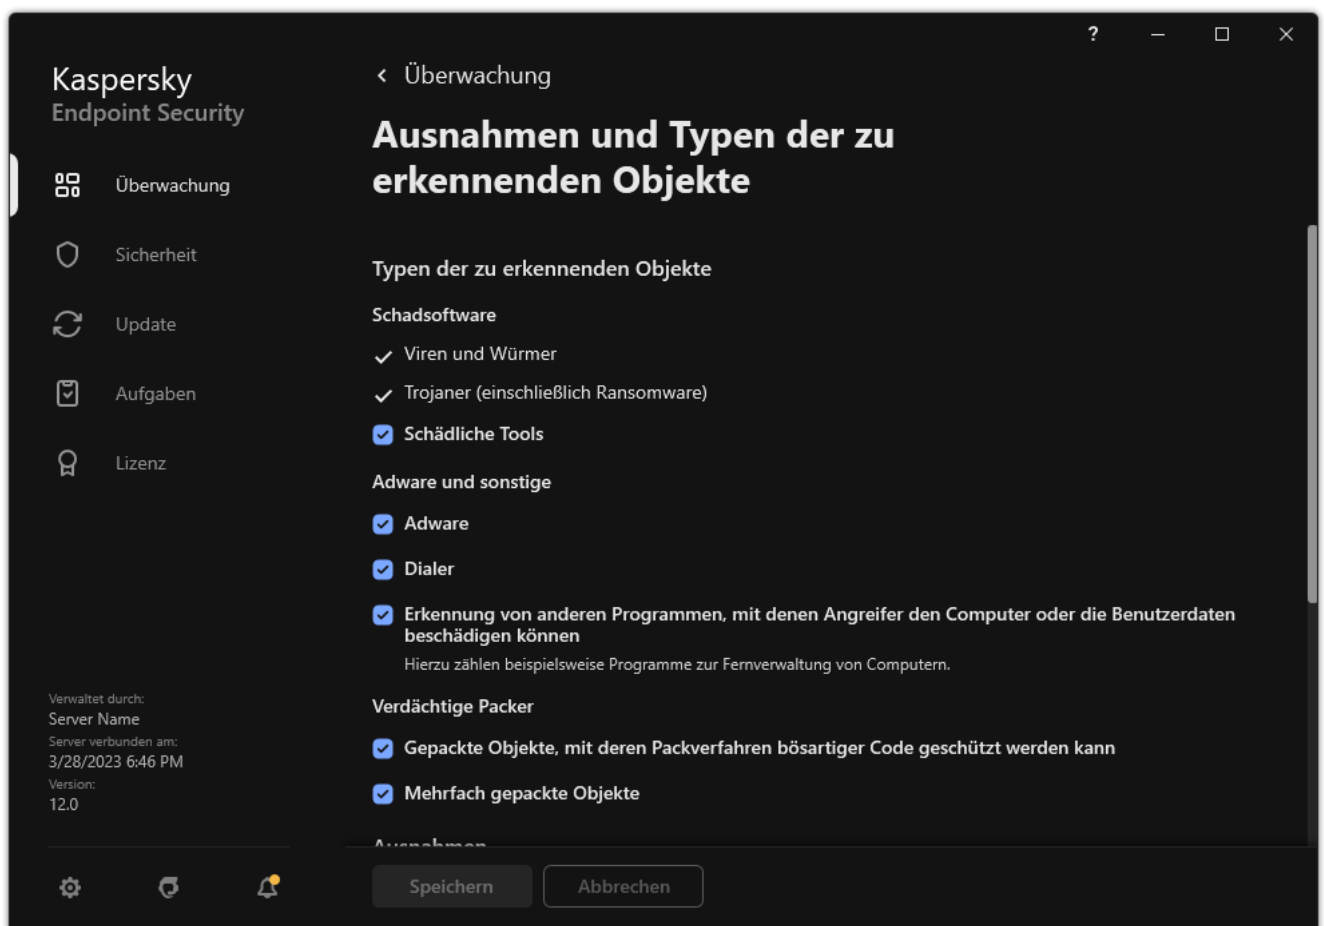 ?
Kaspersky
Endpoint Security
Überwachung
Sicherheit
Update
Aufgaben
Lizenz
Verwaltet durch:
Server Name
Server verbunden am:
3/28/2023 6:46 PM
Version:
12.0
Überwachung
Ausnahmen und Typen der zu
erkennenden Objekte
Typen der zu erkennenden Objekte
Schadsoftware
Viren und Würmer
Trojaner (einschließlich Ransomware)
Schädliche Tools
Adware und sonstige
Adware
Dialer
Erkennung von anderen Programmen, mit denen Angreifer den Computer oder die Benutzerdaten
beschädigen können
Hierzu zählen beispielsweise Programme zur Fernverwaltung von Computern.
Verdächtige Packer
Gepackte Objekte, mit deren Packverfahren bösartiger Code geschützt werden kann
Mehrfach gepackte Objekte
Ausnahmen
Speichern
Abbrechen